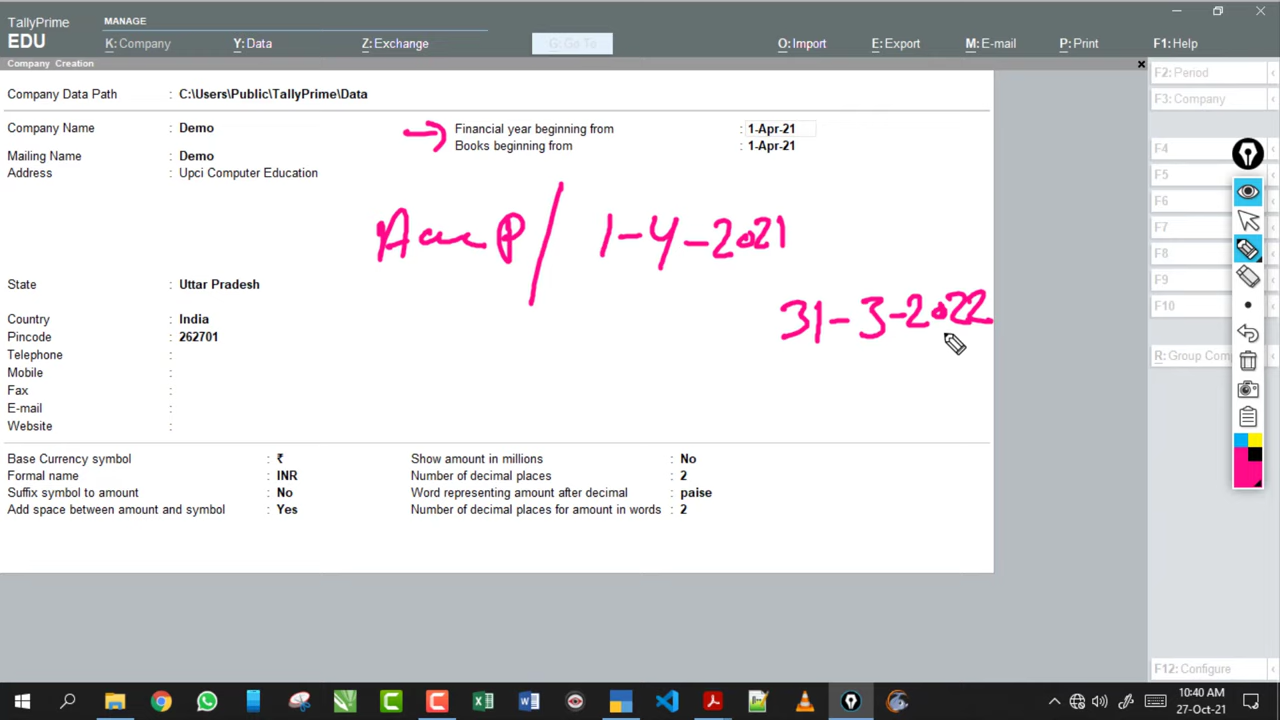 TallyPrime
EDU
MANAGE
K: Company
Y: Data
Z: Exchange
G: Go To
O: Import
E: Export
M: E-mail
P: Print
F1: Help
Company Creation
Company Data Path : C:\Users\Public\TallyPrime\Data
Company Name : Demo
Financial year beginning from : 1-Apr-21
Books beginning from : 1-Apr-21
Mailing Name : Demo
Address : Upci Computer Education
1-4-2021
31-3-2022
State : Uttar Pradesh
Country : India
Pincode : 262701
Telephone :
Mobile :
Fax :
E-mail :
Website :
Base Currency symbol : ₹
Show amount in millions : No
Formal name : INR
Number of decimal places : 2
Suffix symbol to amount : No
Word representing amount after decimal : paise
Add space between amount and symbol : Yes
Number of decimal places for amount in words : 2
F2: Period
F3: Company
F4
F5
F6
F7
F8
F9
F10
R: Group Com
F12: Configure
10:40 AM
27-Oct-21